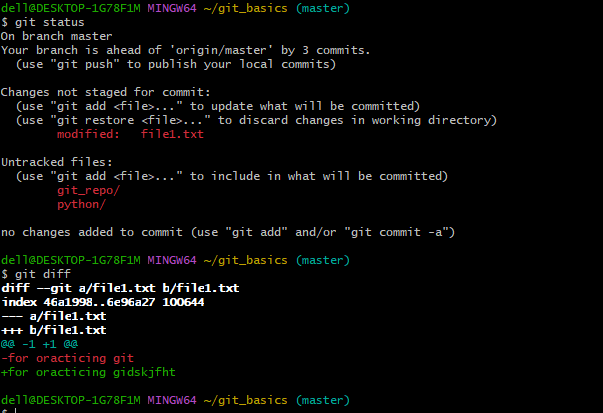 dell@DESKTOP-1G78F1M MINGW64 ~/git_basics (master)
$ git status
On branch master
Your branch is ahead of 'origin/master' by 3 commits.
  (use "git push" to publish your local commits)

Changes not staged for commit:
  (use "git add <file>..." to update what will be committed)
  (use "git restore <file>..." to discard changes in working directory)
        modified:   file1.txt

Untracked files:
  (use "git add <file>..." to include in what will be committed)
        git_repo/
        python/

no changes added to commit (use "git add" and/or "git commit -a")

dell@DESKTOP-1G78F1M MINGW64 ~/git_basics (master)
$ git diff
diff --git a/file1.txt b/file1.txt
index 46a1998..6e96a27 100644
--- a/file1.txt
+++ b/file1.txt
@@ -1 +1 @@
-for oracticing git
+for oracticing gidskjfht

dell@DESKTOP-1G78F1M MINGW64 ~/git_basics (master)
$